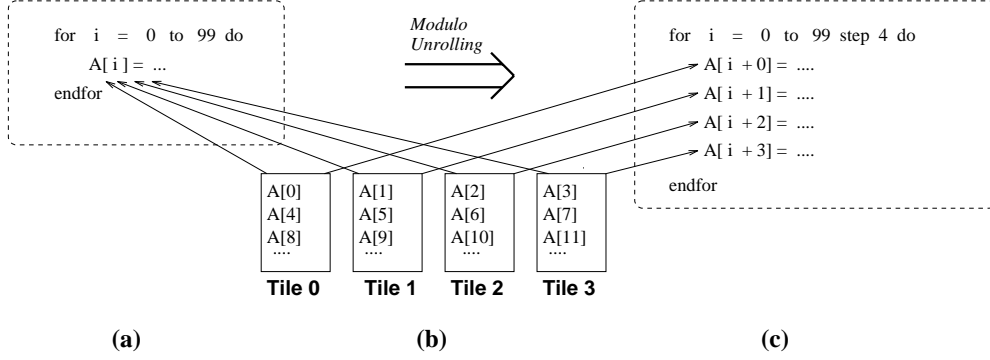 for i = 0 to 99 do
A[ i ] = ...
endfor
Modulo
Unrolling
for i = 0 to 99 step 4 do
A[ i + 0] = ....
A[ i + 1] = ....
A[ i + 2] = ....
A[ i + 3] = ....
endfor
A[0]
A[4]
A[8]
....
Tile 0
A[1]
A[5]
A[9]
....
Tile 1
A[2]
A[6]
A[10]
....
Tile 2
A[3]
A[7]
A[11]
....
Tile 3
(a)
(b)
(c)